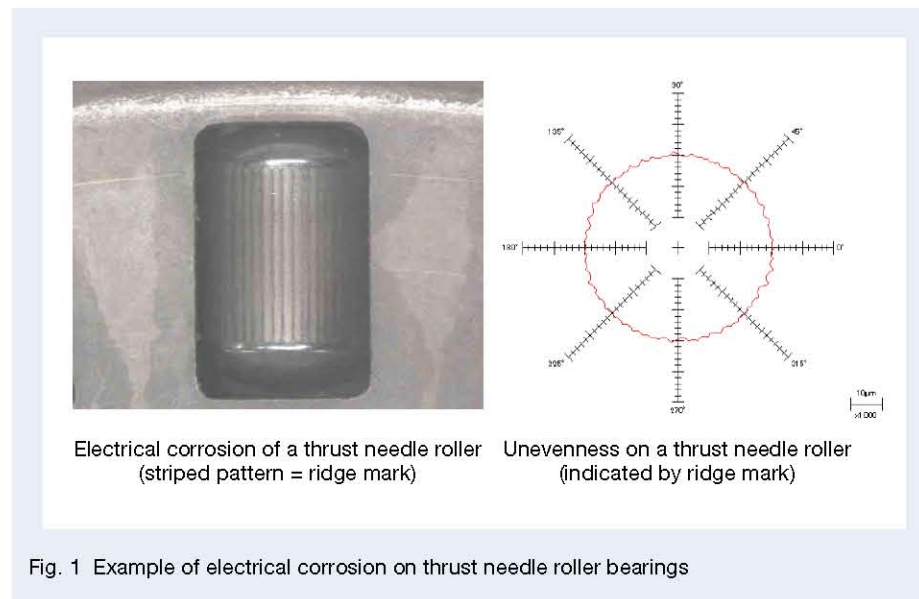 90°
135°
45°
180°
0°
225°
315°
270°
10µm
x1000
Electrical corrosion of a thrust needle roller
(striped pattern = ridge mark)
Unevenness on a thrust needle roller
(indicated by ridge mark)
Fig. 1 Example of electrical corrosion on thrust needle roller bearings